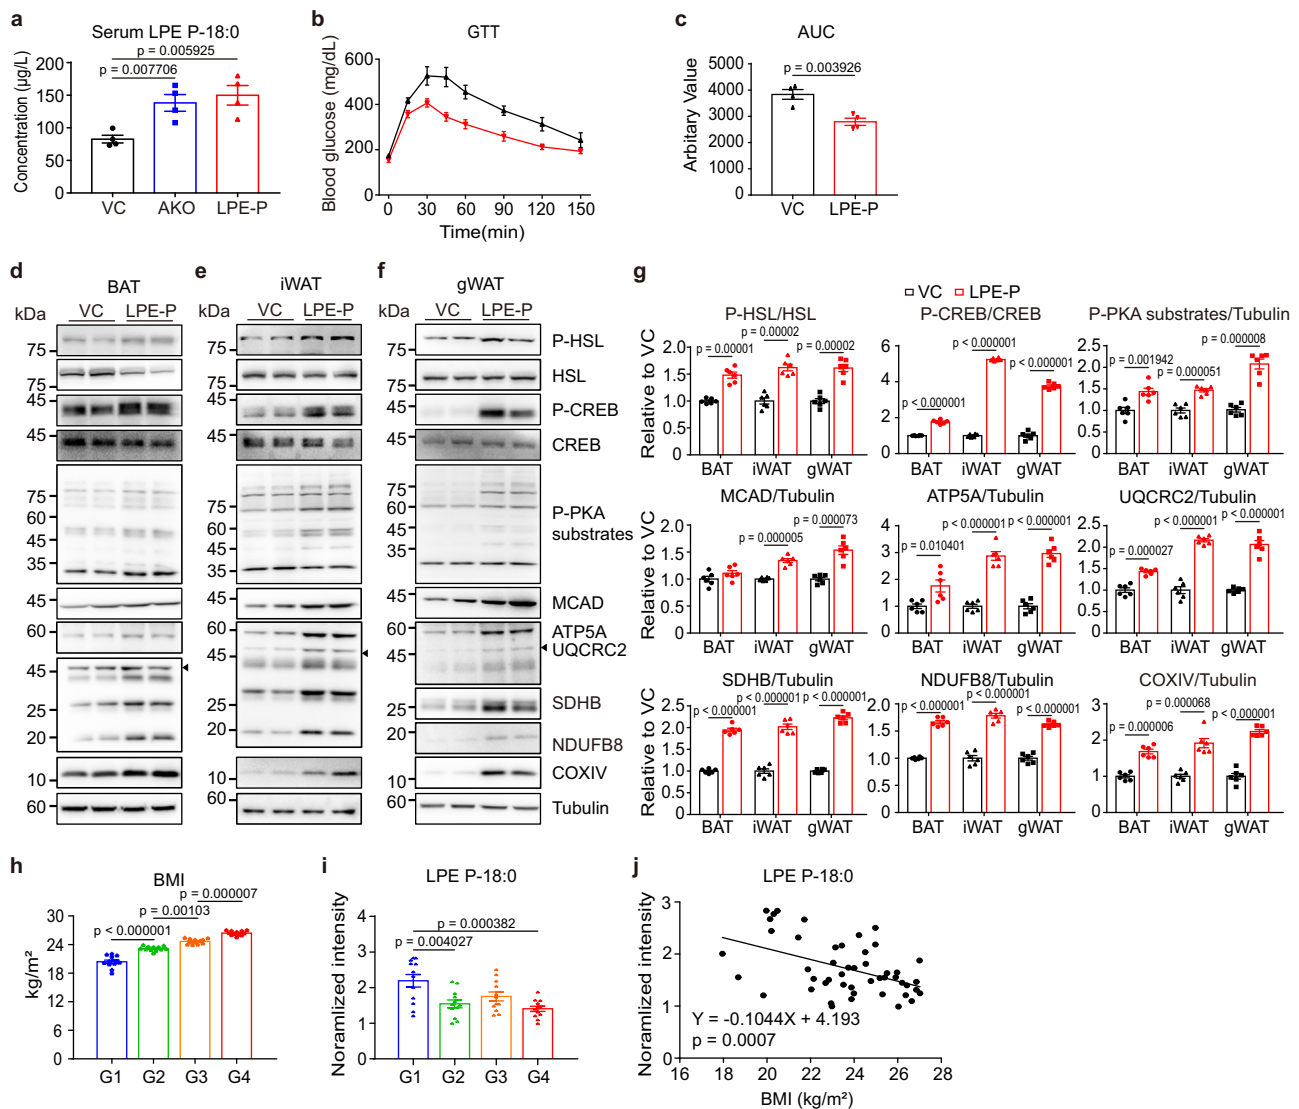 a
Serum LPE P-18:0
p = 0.005925
p = 0.007706
Concentration (μg/L)
200
150
100
50
0
VC AKO LPE-P
b
GTT
Blood glucose (mg/dL)
600
400
200
0
0 30 60 90 120 150
Time(min)
c
AUC
p = 0.003926
Arbitary Value
5000
4000
3000
2000
1000
0
VC LPE-P
d
BAT
kDa VC LPE-P
75
75
45
45
75
60
45
35
45
60
45
25
20
10
60
e
iWAT
kDa VC LPE-P
75
75
45
45
75
60
45
35
45
60
45
35
25
20
10
60
f
gWAT
kDa VC LPE-P
75
75
45
45
75
60
45
35
45
60
45
25
20
10
60
P-HSL
HSL
P-CREB
CREB
P-PKA
substrates
MCAD
ATP5A
UQCRC2
SDHB
NDUFB8
COXIV
Tubulin
g
VC LPE-P
P-HSL/HSL
p = 0.00002
p = 0.00001 p = 0.00002
Relative to VC
2.0
1.5
1.0
0.5
0
BAT iWAT gWAT
P-CREB/CREB
p < 0.000001
p < 0.000001
p < 0.000001
6
4
2
0
BAT iWAT gWAT
P-PKA substrates/Tubulin
p = 0.000008
p = 0.001942
p = 0.000051
2.5
2.0
1.5
1.0
0.5
0
BAT iWAT gWAT
MCAD/Tubulin
p = 0.000073
p = 0.000005
Relative to VC
2.0
1.5
1.0
0.5
0
BAT iWAT gWAT
ATP5A/Tubulin
p < 0.000001 p < 0.000001
p = 0.010401
4
3
2
1
0
BAT iWAT gWAT
UQCRC2/Tubulin
p < 0.000001 p < 0.000001
p = 0.000027
2.5
2.0
1.5
1.0
0.5
0
BAT iWAT gWAT
SDHB/Tubulin
p < 0.000001 p < 0.000001
p < 0.000001
Relative to VC
2.5
2.0
1.5
1.0
0.5
0
BAT iWAT gWAT
NDUFB8/Tubulin
p < 0.000001
p < 0.000001 p < 0.000001
2.0
1.5
1.0
0.5
0
BAT iWAT gWAT
COXIV/Tubulin
p = 0.000068
p = 0.000006 p < 0.000001
3
2
1
0
BAT iWAT gWAT
h
BMI
p = 0.000007
p = 0.00103
p < 0.000001
kg/m²
30
24
18
12
6
0
G1 G2 G3 G4
i
LPE P-18:0
p = 0.000382
p = 0.004027
Noramlized intensity
4
3
2
1
0
G1 G2 G3 G4
j
LPE P-18:0
Noramlized intensity
3
2
1
0
Y = -0.1044X + 4.193
p = 0.0007
16 18 20 22 24 26 28
BMI (kg/m²)